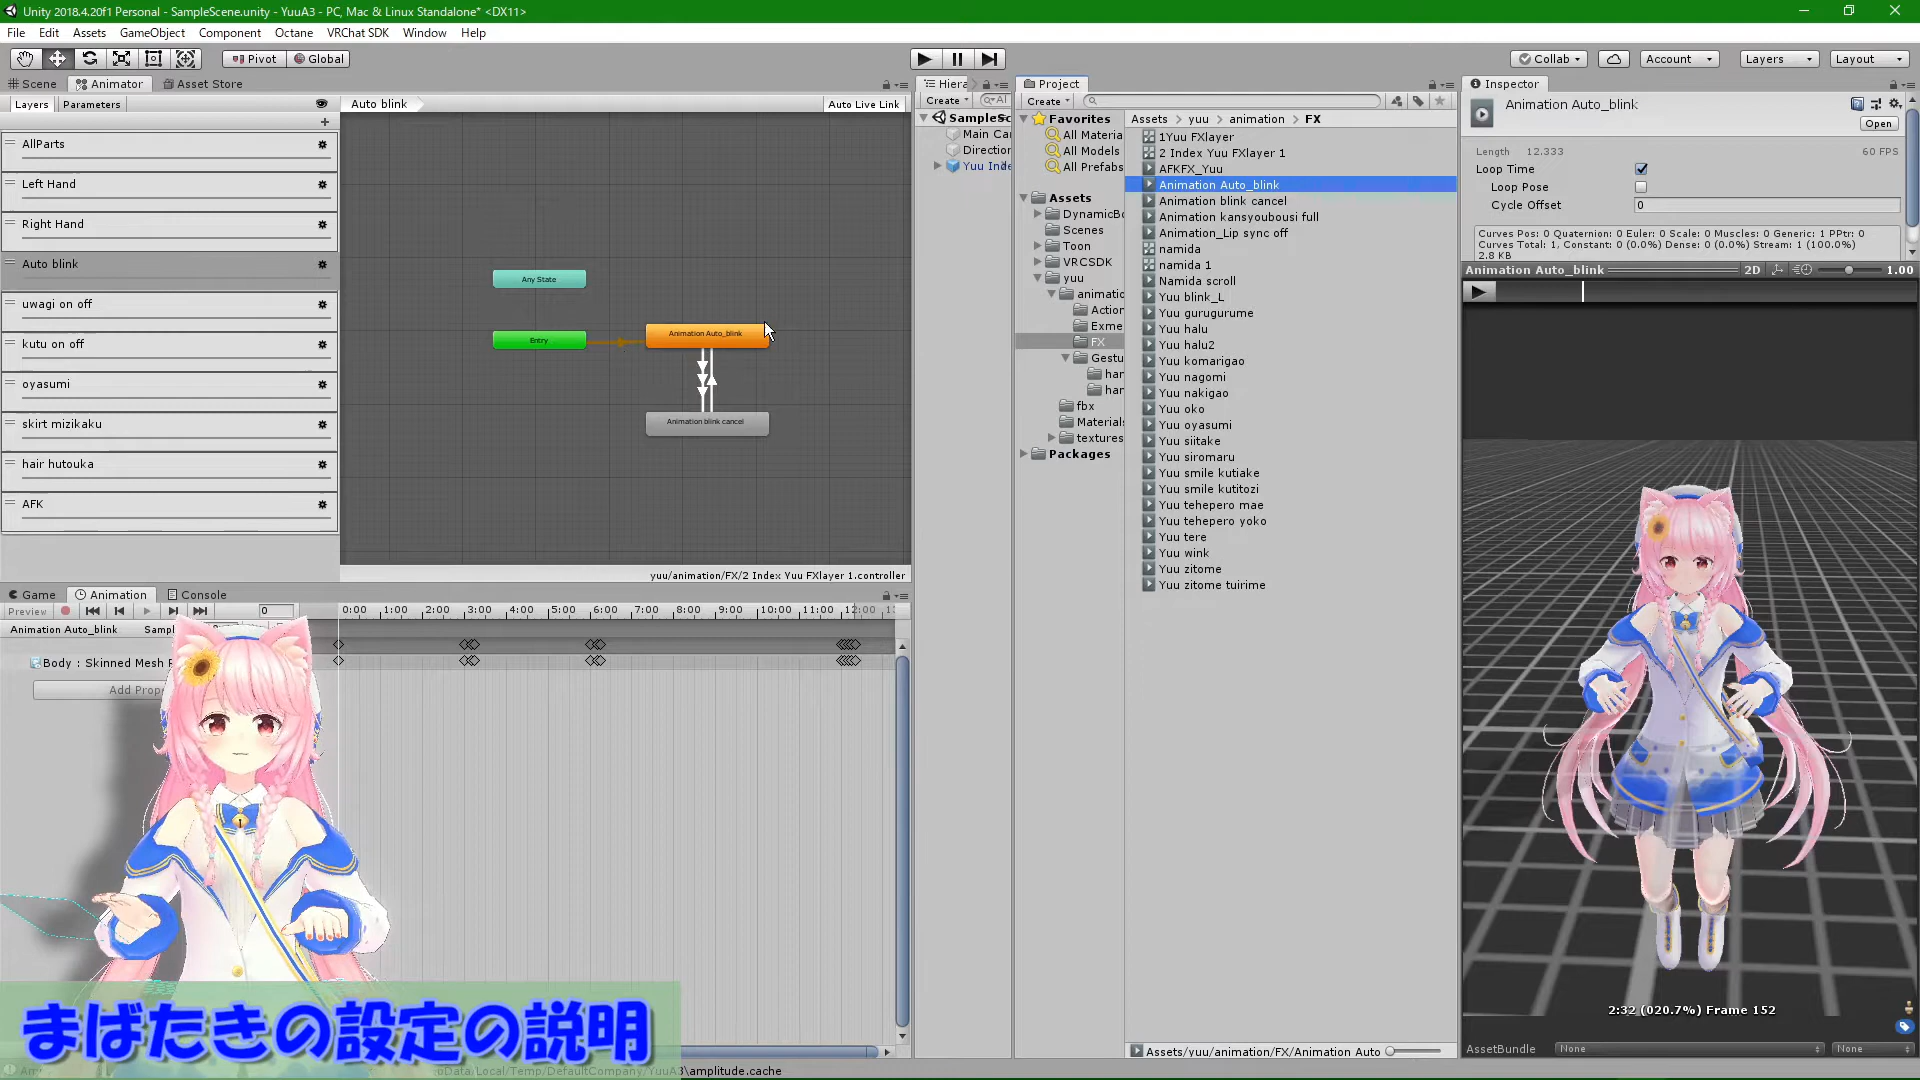 Unity 2018.4.20f1 Personal - SampleScene.unity - YuuA3 - PC, Mac & Linux Standalone* <DX11>
File Edit Assets GameObject Component Octane VRChat SDK Window Help
Pivot Global Collab Account Layers Layout
Scene Animator Asset Store
Layers Parameters Auto blink Auto Live Link
AllParts
Left Hand
Right Hand
Auto blink
uwagi on off
kutu on off
oyasumi
skirt mizikaku
hair hutouka
AFK
Any State
Entry
Animation Auto_blink
Animation blink cancel
yuu/animation/FX/2 Index Yuu FXlayer 1.controller
Game Animation Console
Preview 0 0:00 1:00 2:00 3:00 4:00 5:00 6:00 7:00 8:00 9:00 10:00 11:00 12:00
Animation Auto_blink Sampl
Body : Skinned Mesh R
Add Prope
Hiera
Create
SampleSc
Main Ca
Direction
Yuu Inde
Project
Create
Favorites
All Materia
All Models
All Prefabs
Assets
DynamicBo
Scenes
Toon
VRCSDK
yuu
animatio
Action
Exme
FX
Gestu
har
har
fbx
Materials
textures
Packages
Assets > yuu > animation > FX
1Yuu FXlayer
2 Index Yuu FXlayer 1
AFKFX_Yuu
Animation Auto_blink
Animation blink cancel
Animation kansyoubousi full
Animation_Lip sync off
namida
namida 1
Namida scroll
Yuu blink_L
Yuu gurugurume
Yuu halu
Yuu halu2
Yuu komarigao
Yuu nagomi
Yuu nakigao
Yuu oko
Yuu oyasumi
Yuu siitake
Yuu siromaru
Yuu smile kutiake
Yuu smile kutitozi
Yuu tehepero mae
Yuu tehepero yoko
Yuu tere
Yuu wink
Yuu zitome
Yuu zitome tuirime
Assets/yuu/animation/FX/Animation Auto
Inspector
Animation Auto_blink
Open
Length 12.333 60 FPS
Loop Time
Loop Pose
Cycle Offset 0
Curves Pos: 0 Quaternion: 0 Euler: 0 Scale: 0 Muscles: 0 Generic: 1 PPtr: 0
Curves Total: 1, Constant: 0 (0.0%) Dense: 0 (0.0%) Stream: 1 (100.0%)
2.8 KB
Animation Auto_blink 2D 1.00
2:32 (020.7%) Frame 152
AssetBundle None None
まばたきの設定の説明
oData/Local/Temp/DefaultCompany/YuuA3\amplitude.cache